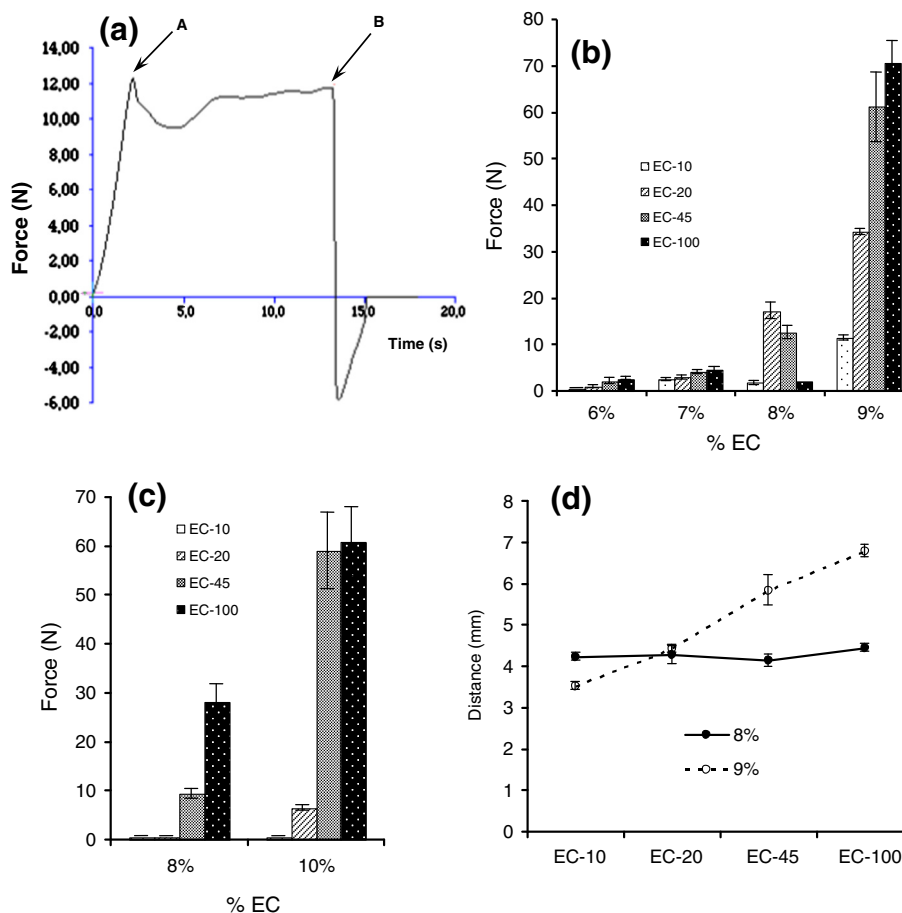 (a)
A
B
14,00
12,00
10,00
8,00
6,00
4,00
2,00
0,00
-2,00
-4,00
-6,00
Force (N)
0,0
5,0
10,0
15,0
20,0
Time (s)
(b)
80
70
60
50
40
30
20
10
0
Force (N)
EC-10
EC-20
EC-45
EC-100
6% 7% 8% 9%
% EC
(c)
70
60
50
40
30
20
10
0
Force (N)
EC-10
EC-20
EC-45
EC-100
8% 10%
% EC
(d)
8
7
6
5
4
3
2
1
0
Distance (mm)
8%
9%
EC-10 EC-20 EC-45 EC-100